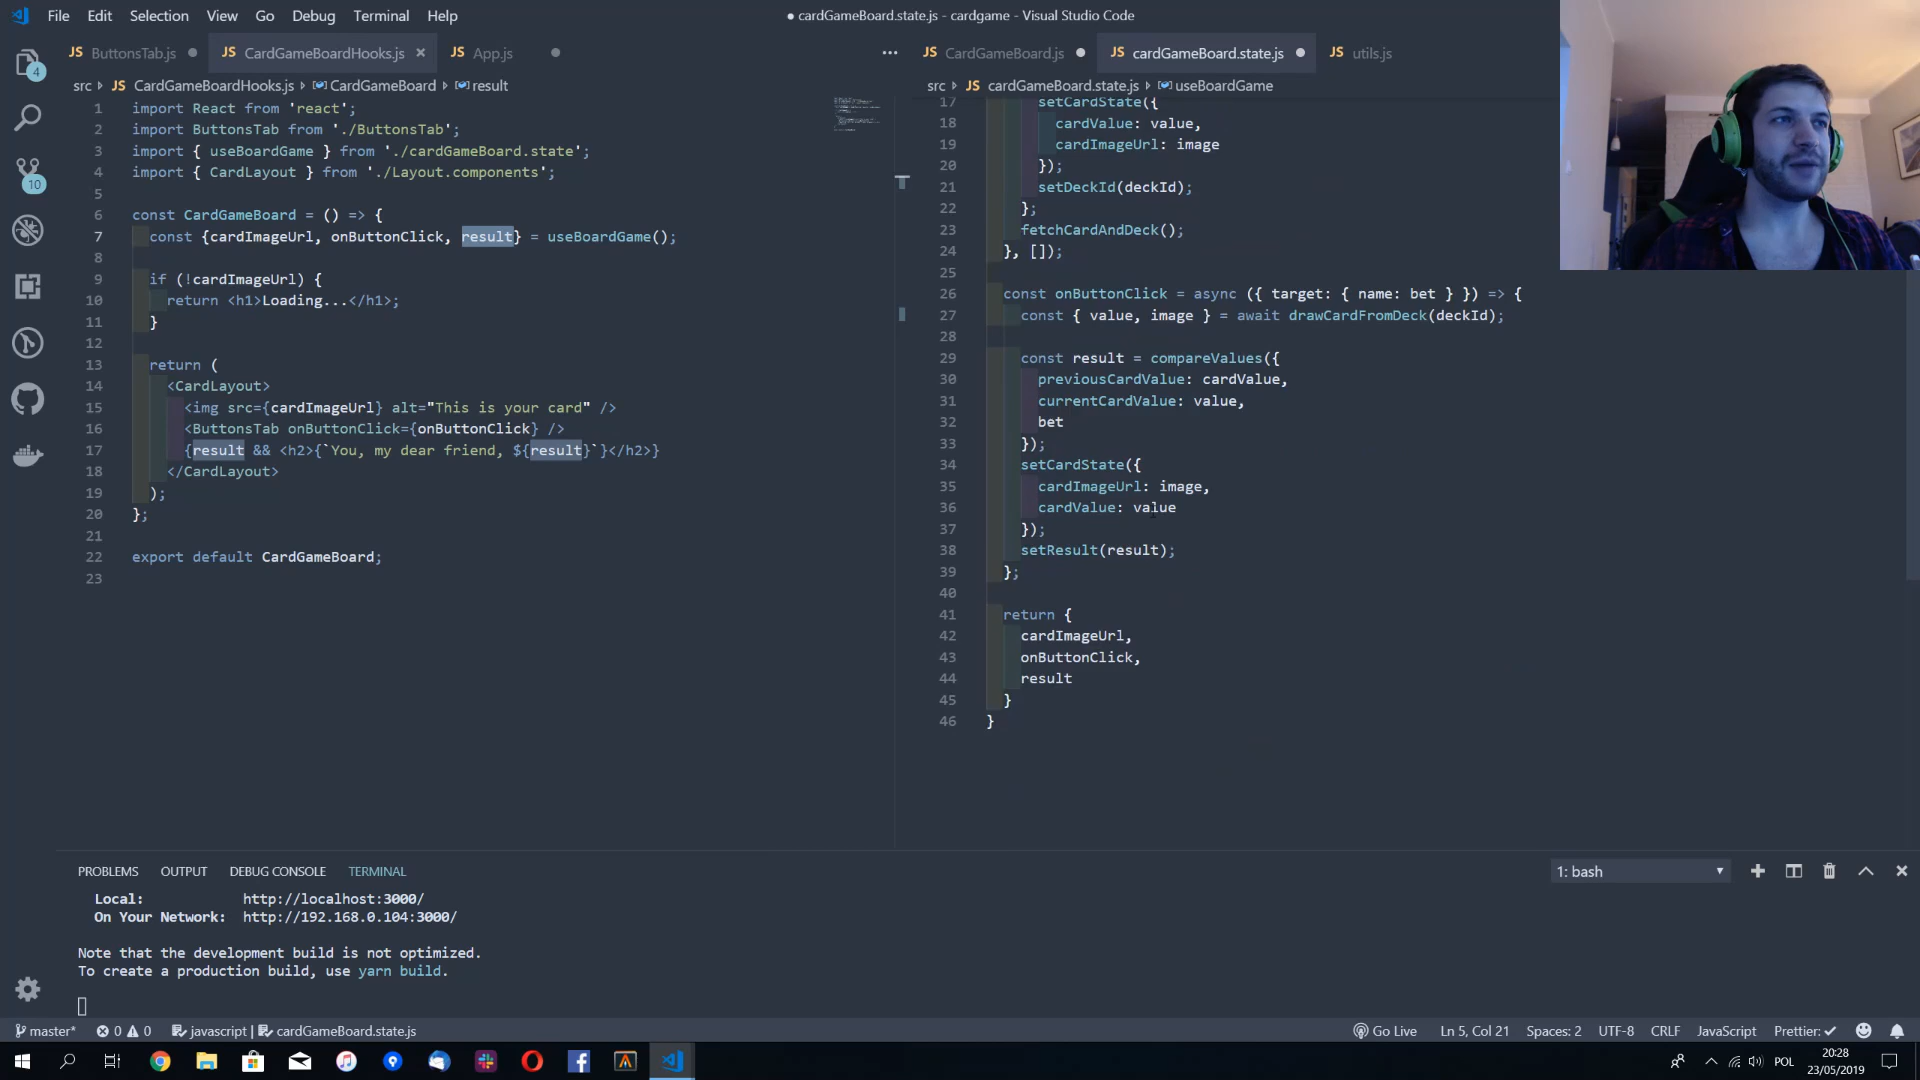 File Edit Selection View Go Debug Terminal Help
● cardGameBoard.state.js - cardgame - Visual Studio Code
JS ButtonsTab.js ● JS CardGameBoardHooks.js × JS App.js ● ...
JS CardGameBoard.js ● JS cardGameBoard.state.js ● JS utils.js
src > JS CardGameBoardHooks.js > CardGameBoard > result
src > JS cardGameBoard.state.js > useBoardGame
4
10
1 import React from 'react';
2 import ButtonsTab from './ButtonsTab';
3 import { useBoardGame } from './cardGameBoard.state';
4 import { CardLayout } from './Layout.components';
5
6 const CardGameBoard = () => {
7 const {cardImageUrl, onButtonClick, result} = useBoardGame();
8
9 if (!cardImageUrl) {
10 return <h1>Loading...</h1>;
11 }
12
13 return (
14 <CardLayout>
15 <img src={cardImageUrl} alt="This is your card" />
16 <ButtonsTab onButtonClick={onButtonClick} />
17 {result && <h2>{`You, my dear friend, ${result}`}</h2>}
18 </CardLayout>
19 );
20 };
21
22 export default CardGameBoard;
23
17 setCardState({
18 cardValue: value,
19 cardImageUrl: image
20 });
21 setDeckId(deckId);
22 };
23 fetchCardAndDeck();
24 }, []);
25
26 const onButtonClick = async ({ target: { name: bet } }) => {
27 const { value, image } = await drawCardFromDeck(deckId);
28
29 const result = compareValues({
30 previousCardValue: cardValue,
31 currentCardValue: value,
32 bet
33 });
34 setCardState({
35 cardImageUrl: image,
36 cardValue: value
37 });
38 setResult(result);
39 };
40
41 return {
42 cardImageUrl,
43 onButtonClick,
44 result
45 }
46 }
PROBLEMS OUTPUT DEBUG CONSOLE TERMINAL
1: bash
Local: http://localhost:3000/
On Your Network: http://192.168.0.104:3000/
Note that the development build is not optimized.
To create a production build, use yarn build.
master* 0 0 javascript | cardGameBoard.state.js
Go Live Ln 5, Col 21 Spaces: 2 UTF-8 CRLF JavaScript Prettier: ✓
POL 20:28
23/05/2019